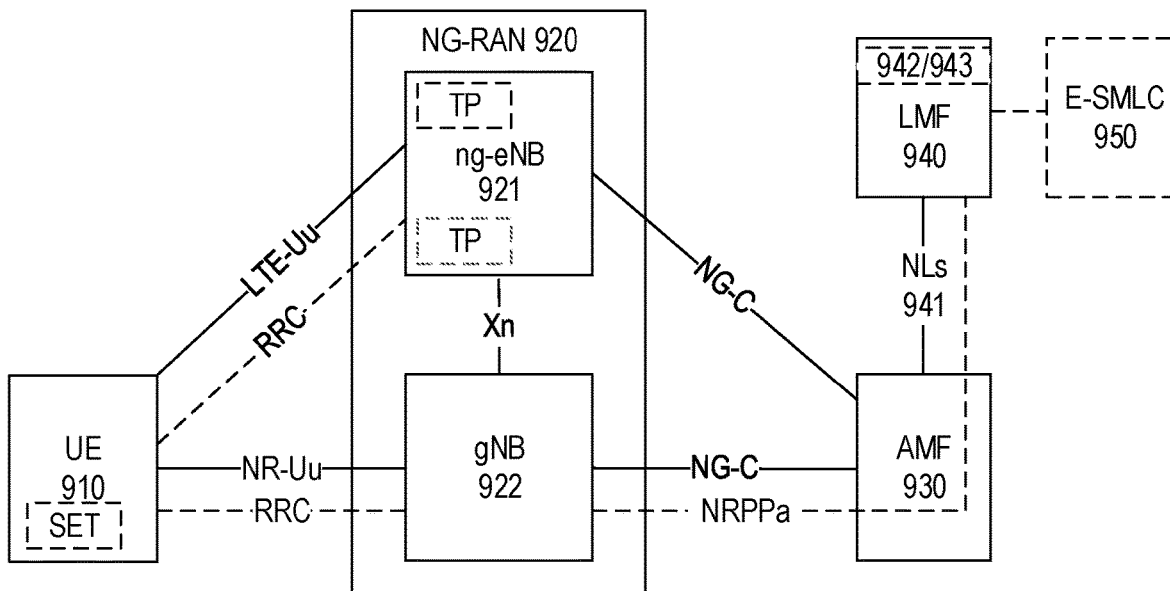 NG-RAN 920
TP
ng-eNB
921
TP
942/943
LMF
940
E-SMLC
950
LTE-Uu
RRC
Xn
NG-C
NLs
941
UE
910
SET
NR-Uu
RRC
gNB
922
NG-C
NRPPa
AMF
930